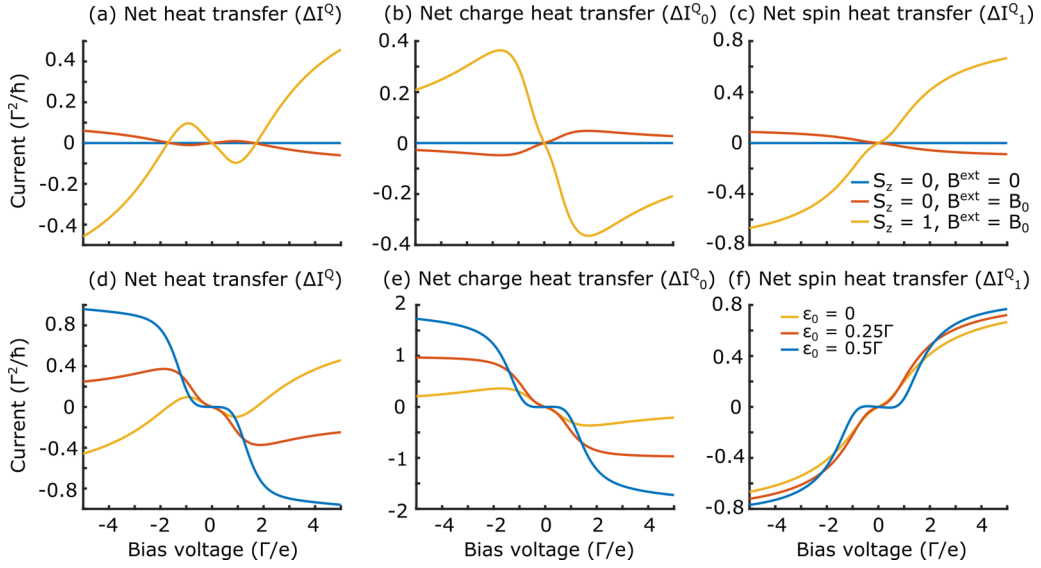 (a) Net heat transfer (ΔI^Q)
(b) Net charge heat transfer (ΔI^Q_0)
(c) Net spin heat transfer (ΔI^Q_1)
Current (Γ²/ħ)
0.4
0.2
0
-0.2
-0.4
0.4
0.2
0
-0.2
0.4
0.8
0.4
0
-0.4
-0.8
S_z = 0, B^ext = 0
S_z = 0, B^ext = B_0
S_z = 1, B^ext = B_0
(d) Net heat transfer (ΔI^Q)
(e) Net charge heat transfer (ΔI^Q_0)
(f) Net spin heat transfer (ΔI^Q_1)
Current (Γ²/ħ)
0.8
0.4
0
-0.4
-0.8
2
1
0
-1
-2
0.8
0.4
0
-0.4
-0.8
ε_0 = 0
ε_0 = 0.25Γ
ε_0 = 0.5Γ
-4 -2 0 2 4
-4 -2 0 2 4
-4 -2 0 2 4
Bias voltage (Γ/e)
Bias voltage (Γ/e)
Bias voltage (Γ/e)